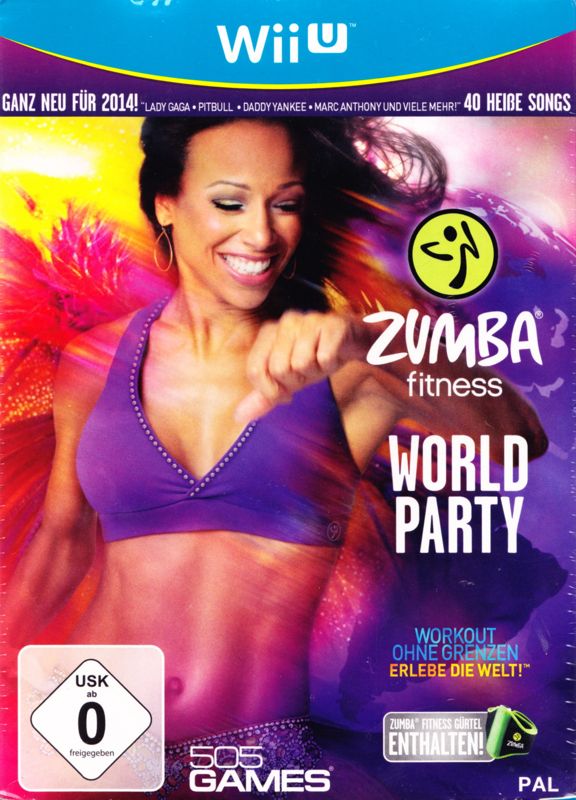 Wii U™
GANZ NEU FÜR 2014! "LADY GAGA • PITBULL • DADDY YANKEE • MARC ANTHONY UND VIELE MEHR!" 40 HEIßE SONGS
ZUMBA®
fitness
WORLD
PARTY
WORKOUT
OHNE GRENZEN
ERLEBE DIE WELT!™
USK
ab
0
freigegeben
ZUMBA® FITNESS GÜRTEL
ENTHALTEN!
ZUMBA
505
GAMES®
PAL